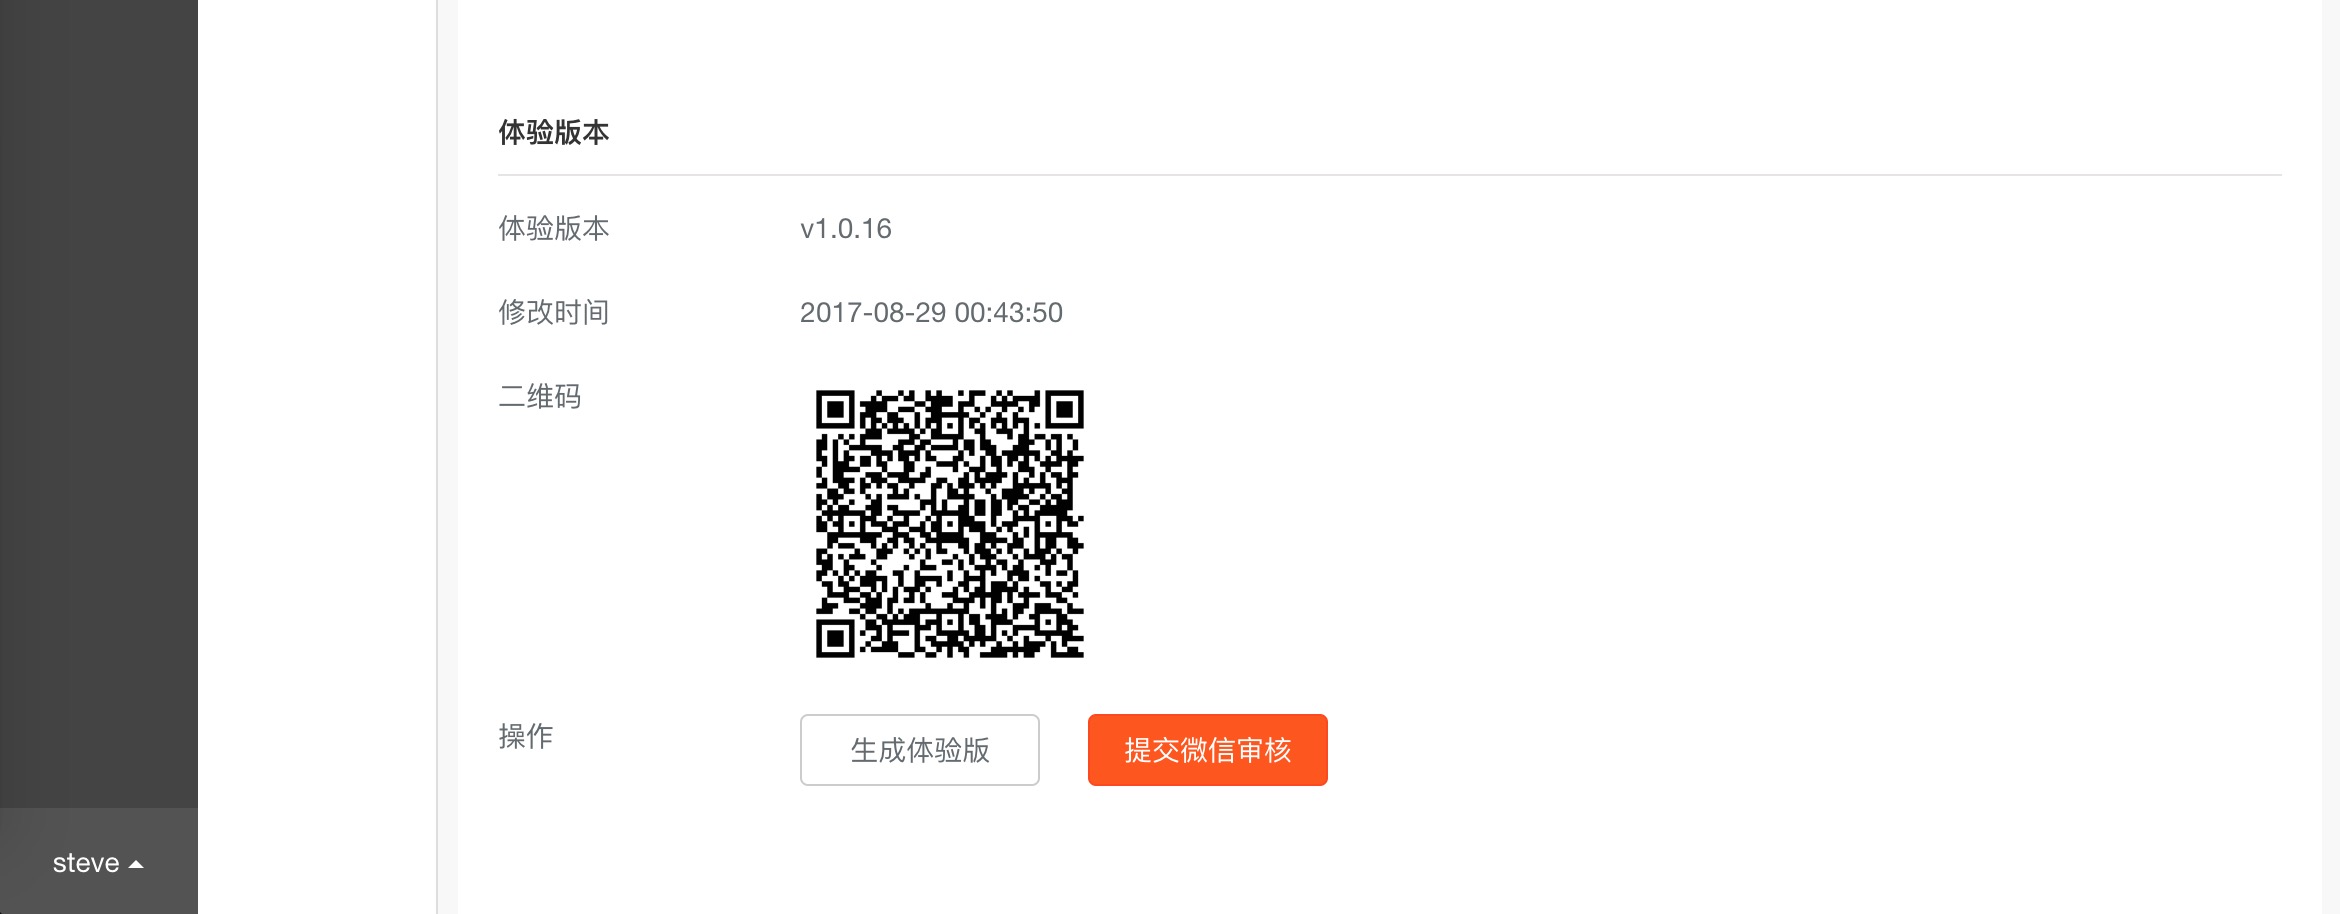 体验版本
体验版本 v1.0.16
修改时间 2017-08-29 00:43:50
二维码
操作 生成体验版 提交微信审核
steve